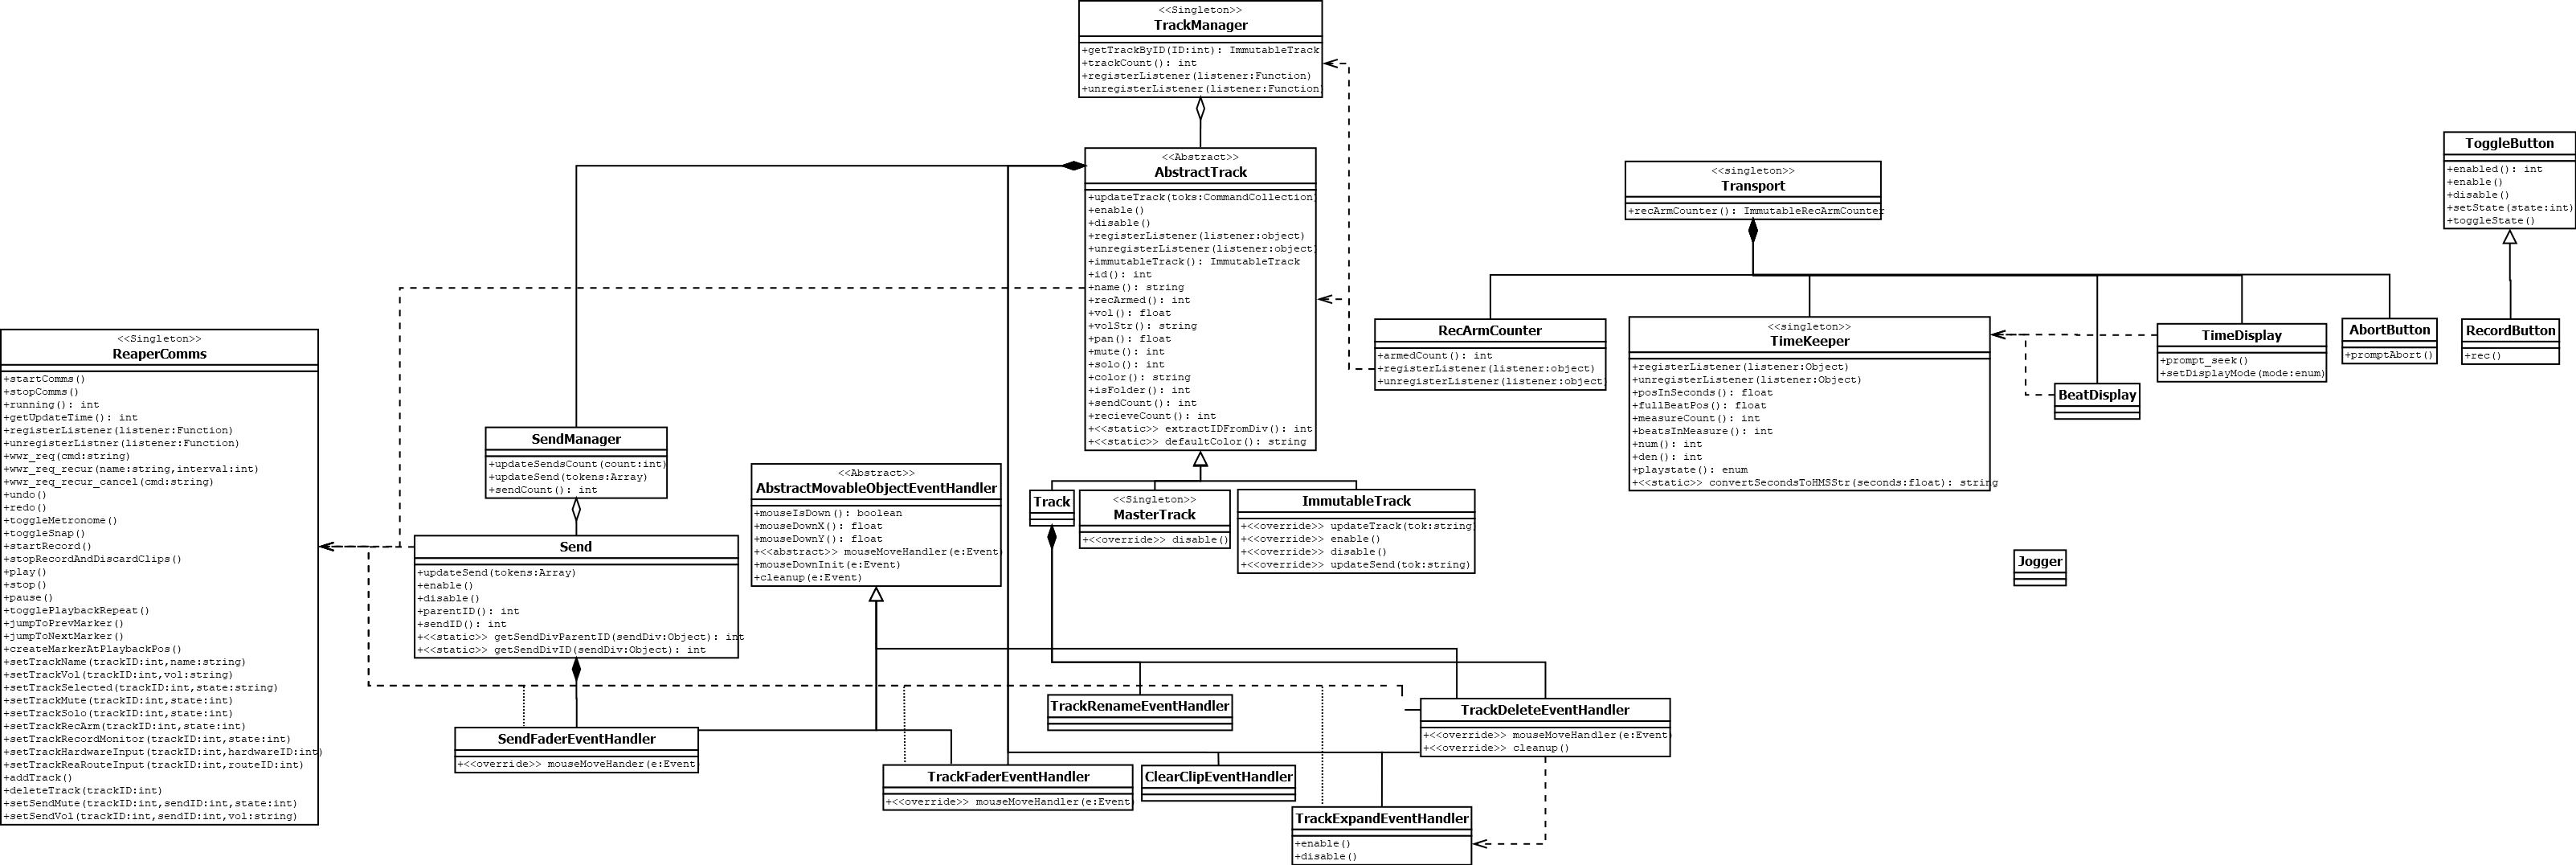 <<Singleton>>
TrackManager
+getTrackByID(ID:int): ImmutableTrack
+trackCount(): int
+registerListener(listener:Function)
+unregisterListener(listener:Function)
<<Abstract>>
AbstractTrack
+updateTrack(toks:CommandCollection)
+enable()
+disable()
+registerListener(listener:object)
+unregisterListener(listener:object)
+immutableTrack(): ImmutableTrack
+id(): int
+name(): string
+recArmed(): int
+vol(): float
+volStr(): string
+pan(): float
+mute(): int
+solo(): int
+color(): string
+isFolder(): int
+sendCount(): int
+recieveCount(): int
+<<static>> extractIDFromDiv(): int
+<<static>> defaultColor(): string
<<singleton>>
Transport
+recArmCounter(): ImmutableRecArmCounter
ToggleButton
+enabled(): int
+enable()
+disable()
+setState(state:int)
+toggleState()
<<Singleton>>
ReaperComms
+startComms()
+stopComms()
+running(): int
+getUpdateTime(): int
+registerListener(listener:Function)
+unregisterListner(listener:Function)
+wwr_req(cmd:string)
+wwr_req_recur(name:string,interval:int)
+wwr_req_recur_cancel(cmd:string)
+undo()
+redo()
+toggleMetronome()
+toggleSnap()
+startRecord()
+stopRecordAndDiscardClips()
+play()
+stop()
+pause()
+togglePlaybackRepeat()
+jumpToPrevMarker()
+jumpToNextMarker()
+createMarkerAtPlaybackPos()
+setTrackName(trackID:int,name:string)
+setTrackVol(trackID:int,vol:string)
+setTrackSelected(trackID:int,state:string)
+setTrackMute(trackID:int,state:int)
+setTrackSolo(trackID:int,state:int)
+setTrackRecArm(trackID:int,state:int)
+setTrackRecordMonitor(trackID:int,state:int)
+setTrackHardwareInput(trackID:int,hardwareID:int)
+setTrackReaRouteInput(trackID:int,routeID:int)
+addTrack()
+deleteTrack(trackID:int)
+setSendMute(trackID:int,sendID:int,state:int)
+setSendVol(trackID:int,sendID:int,vol:string)
RecArmCounter
+armedCount(): int
+registerListener(listener:object)
+unregisterListener(listener:object)
<<singleton>>
TimeKeeper
+registerListener(listener:Object)
+unregisterListener(listener:Object)
+posInSeconds(): float
+fullBeatPos(): float
+measureCount(): int
+beatsInMeasure(): int
+num(): int
+den(): int
+playstate(): enum
+<<static>> convertSecondsToHMSStr(seconds:float): string
TimeDisplay
+prompt_seek()
+setDisplayMode(mode:enum)
BeatDisplay
AbortButton
+promptAbort()
RecordButton
+rec()
SendManager
+updateSendsCount(count:int)
+updateSend(tokens:Array)
+sendCount(): int
Send
+updateSend(tokens:Array)
+enable()
+disable()
+parentID(): int
+sendID(): int
+<<static>> getSendDivParentID(sendDiv:Object): int
+<<static>> getSendDivID(sendDiv:Object): int
<<Abstract>>
AbstractMovableObjectEventHandler
+mouseIsDown(): boolean
+mouseDownX(): float
+mouseDownY(): float
+<<abstract>> mouseMoveHandler(e:Event)
+mouseDownInit(e:Event)
+cleanup(e:Event)
Track
<<Singleton>>
MasterTrack
+<<override>> disable()
ImmutableTrack
+<<override>> updateTrack(tok:string)
+<<override>> enable()
+<<override>> disable()
+<<override>> updateSend(tok:string)
Jogger
TrackRenameEventHandler
TrackDeleteEventHandler
+<<override>> mouseMoveHandler(e:Event)
+<<override>> cleanup()
SendFaderEventHandler
+<<override>> mouseMoveHander(e:Event)
TrackFaderEventHandler
+<<override>> mouseMoveHandler(e:Event)
ClearClipEventHandler
TrackExpandEventHandler
+enable()
+disable()